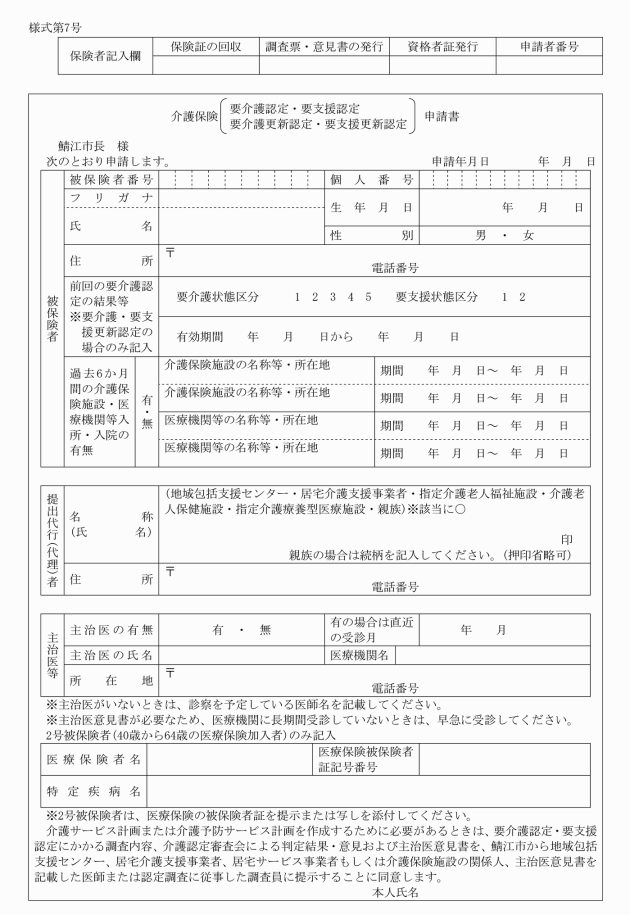 様式第7号
保険者記入欄 保険証の回収 調査票・意見書の発行 資格者証発行 申請者番号
介護保険 要介護認定・要支援認定 申請書
要介護更新認定・要支援更新認定
鯖江市長 様
次のとおり申請します。 申請年月日 年 月 日
被保険者
被保険者番号 個人番号
フリガナ
氏名
生年月日 年 月 日
性別 男 ・ 女
住所 〒
電話番号
前回の要介護認
定の結果等
※要介護・要支
援更新認定の
場合のみ記入
要介護状態区分 1 2 3 4 5 要支援状態区分 1 2
有効期間 年 月 日から 年 月 日
過去6か月
間の介護保
険施設・医
療機関等入
所・入院の
有無
有・無
介護保険施設の名称等・所在地 期間 年 月 日〜 年 月 日
介護保険施設の名称等・所在地 期間 年 月 日〜 年 月 日
医療機関等の名称等・所在地 期間 年 月 日〜 年 月 日
医療機関等の名称等・所在地 期間 年 月 日〜 年 月 日
提出代行(代理)者
名称
(氏名)
(地域包括支援センター・居宅介護支援事業者・指定介護老人福祉施設・介護老
人保健施設・指定介護療養型医療施設・親族)※該当に○
印
親族の場合は続柄を記入してください。(押印省略可)
住所 〒
電話番号
主治医等
主治医の有無 有 ・ 無 有の場合は直近
の受診月 年 月
主治医の氏名 医療機関名
所在地 〒
電話番号
※主治医がいないときは、診察を予定している医師名を記載してください。
※主治医意見書が必要なため、医療機関に長期間受診していないときは、早急に受診してください。
2号被保険者(40歳から64歳の医療保険加入者)のみ記入
医療保険者名 医療保険被保険者
証記号番号
特定疾病名
※2号被保険者は、医療保険の被保険者証を提示または写しを添付してください。
介護サービス計画または介護予防サービス計画を作成するために必要があるときは、要介護認定・要支援
認定にかかる調査内容、介護認定審査会による判定結果・意見および主治医意見書を、鯖江市から地域包括
支援センター、居宅介護支援事業者、居宅サービス事業者もしくは介護保険施設の関係人、主治医意見書を
記載した医師または認定調査に従事した調査員に提示することに同意します。
本人氏名